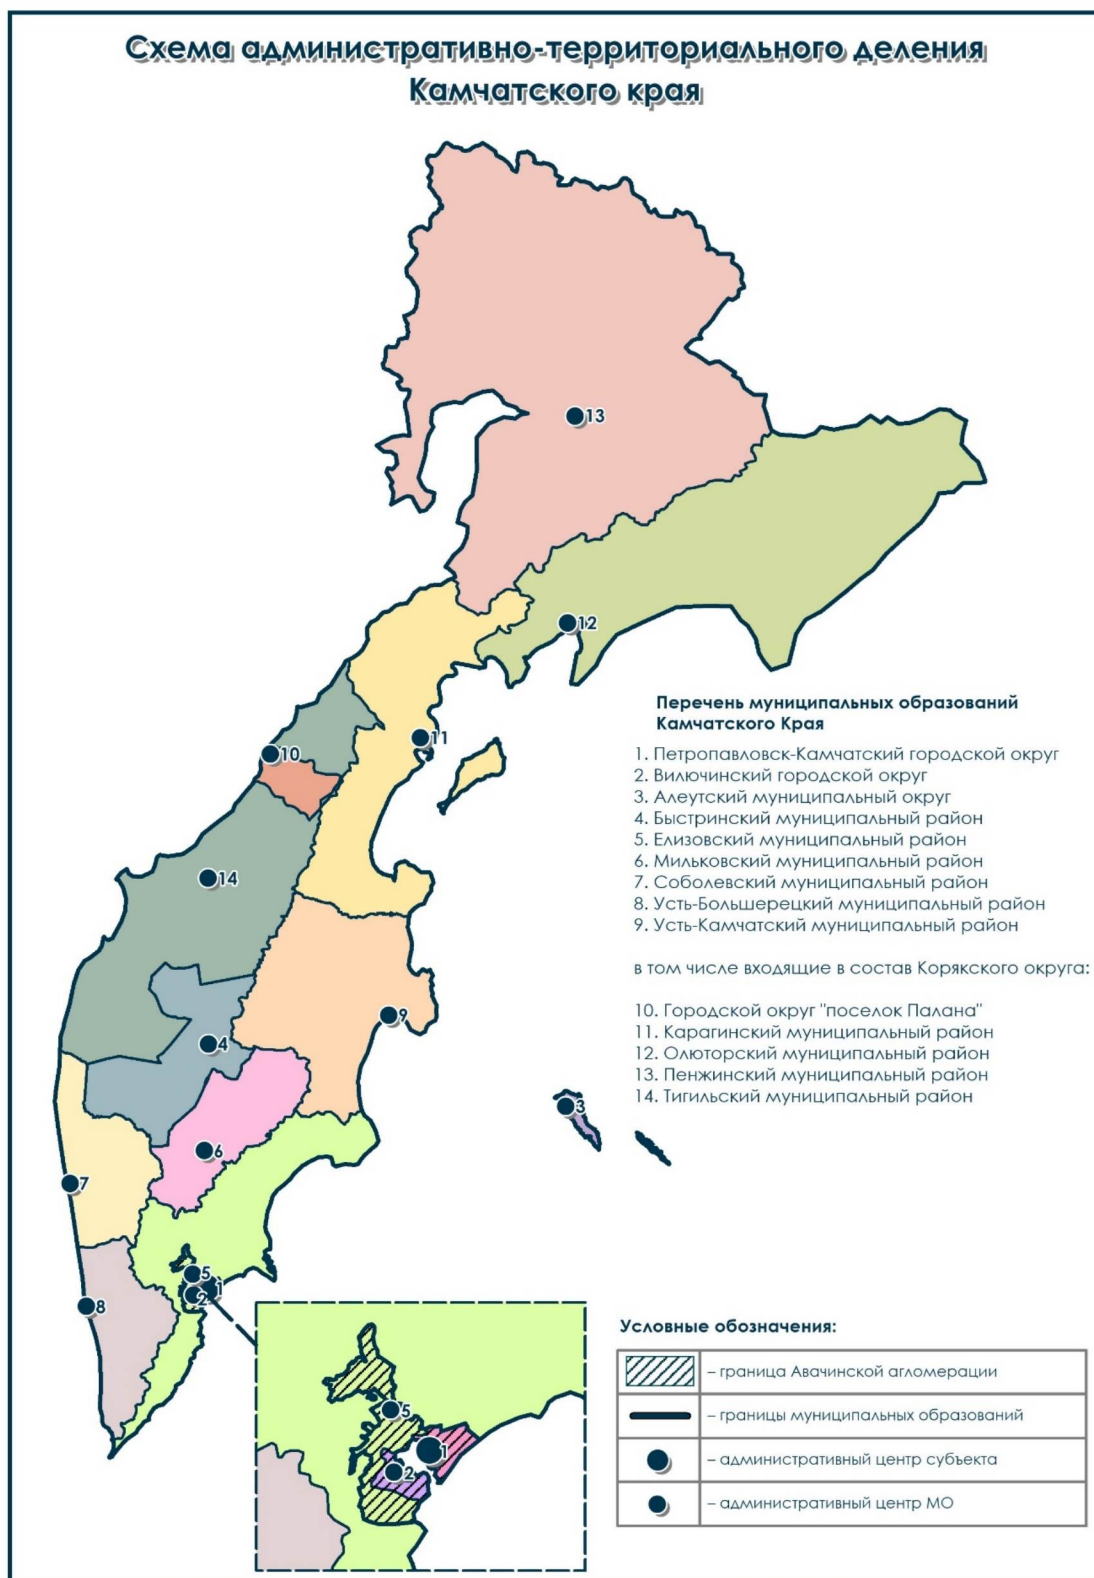 Схема административно-территориального деления
Камчатского края
13
12
11
10
14
9
4
3
6
7
5
1
2
8
Перечень муниципальных образований
Камчатского Края
1. Петропавловск-Камчатский городской округ
2. Вилючинский городской округ
3. Алеутский муниципальный округ
4. Быстринский муниципальный район
5. Елизовский муниципальный район
6. Мильковский муниципальный район
7. Соболевский муниципальный район
8. Усть-Большерецкий муниципальный район
9. Усть-Камчатский муниципальный район
в том числе входящие в состав Корякского округа:
10. Городской округ "поселок Палана"
11. Карагинский муниципальный район
12. Олюторский муниципальный район
13. Пенжинский муниципальный район
14. Тигильский муниципальный район
5
1
2
Условные обозначения:
– граница Авачинской агломерации
– границы муниципальных образований
– административный центр субъекта
– административный центр МО